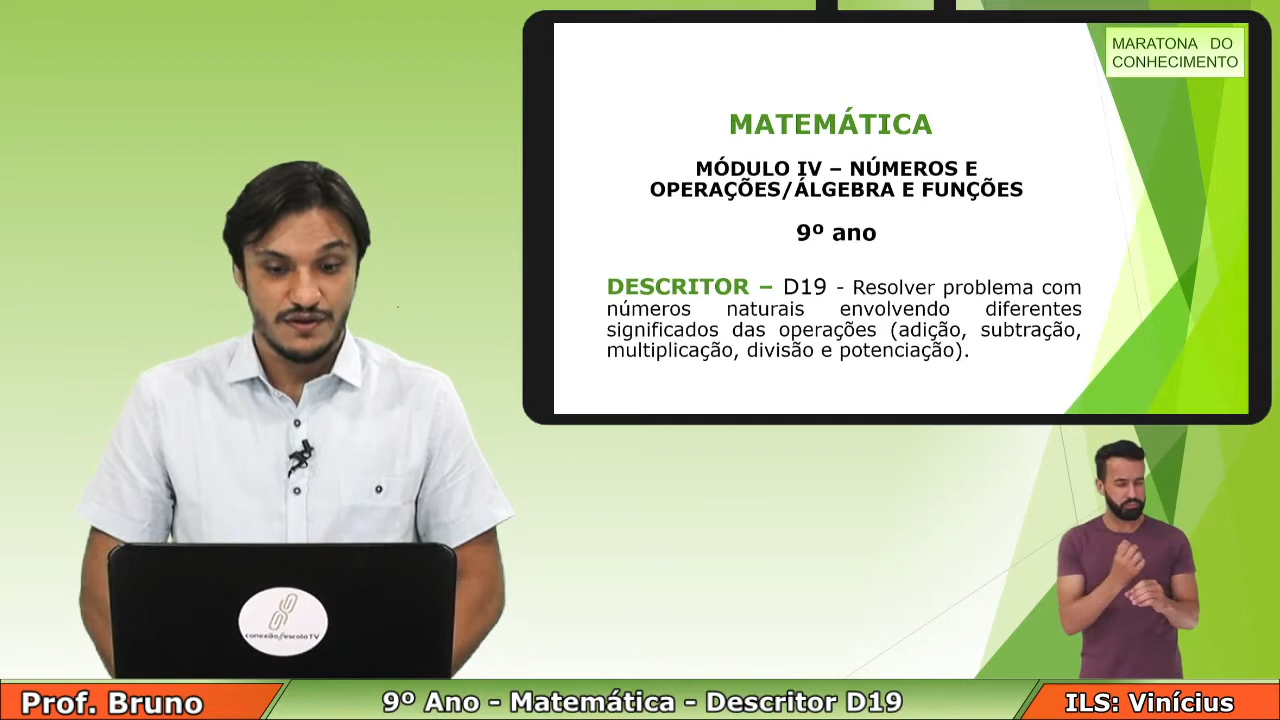 MARATONA DO
CONHECIMENTO
MATEMÁTICA
MÓDULO IV – NÚMEROS E
OPERAÇÕES/ÁLGEBRA E FUNÇÕES
9º ano
DESCRITOR – D19 - Resolver problema com
números naturais envolvendo diferentes
significados das operações (adição, subtração,
multiplicação, divisão e potenciação).
conexão escola TV
Prof. Bruno
9º Ano - Matemática - Descritor D19
ILS: Vinícius